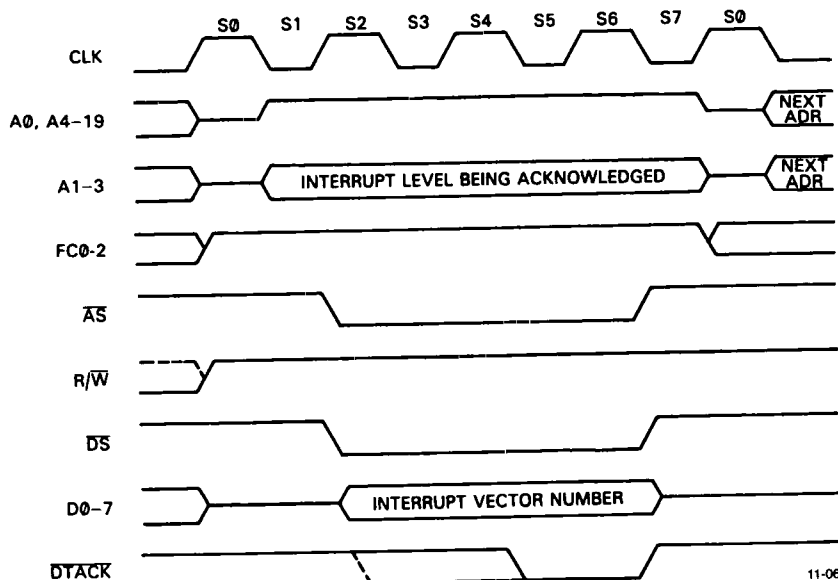 S0 S1 S2 S3 S4 S5 S6 S7 S0
CLK
A0, A4-19
NEXT
ADR
A1-3
INTERRUPT LEVEL BEING ACKNOWLEDGED
NEXT
ADR
FC0-2
AS
R/W
DS
D0-7
INTERRUPT VECTOR NUMBER
DTACK
11-06